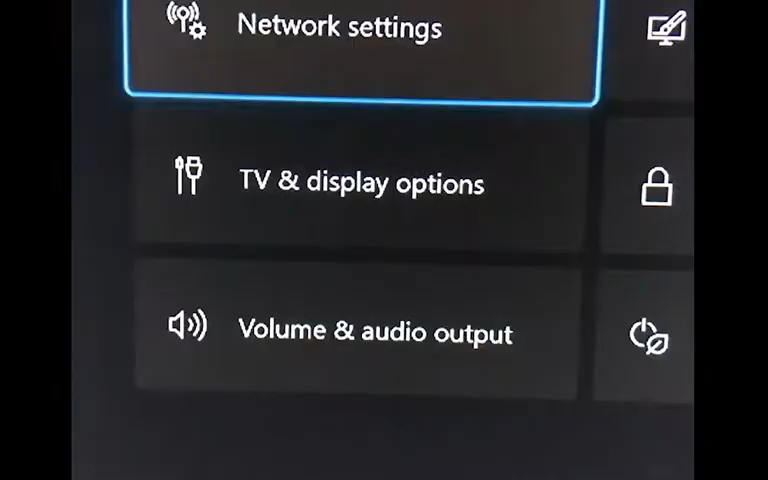 Network settings
TV & display options
Volume & audio output